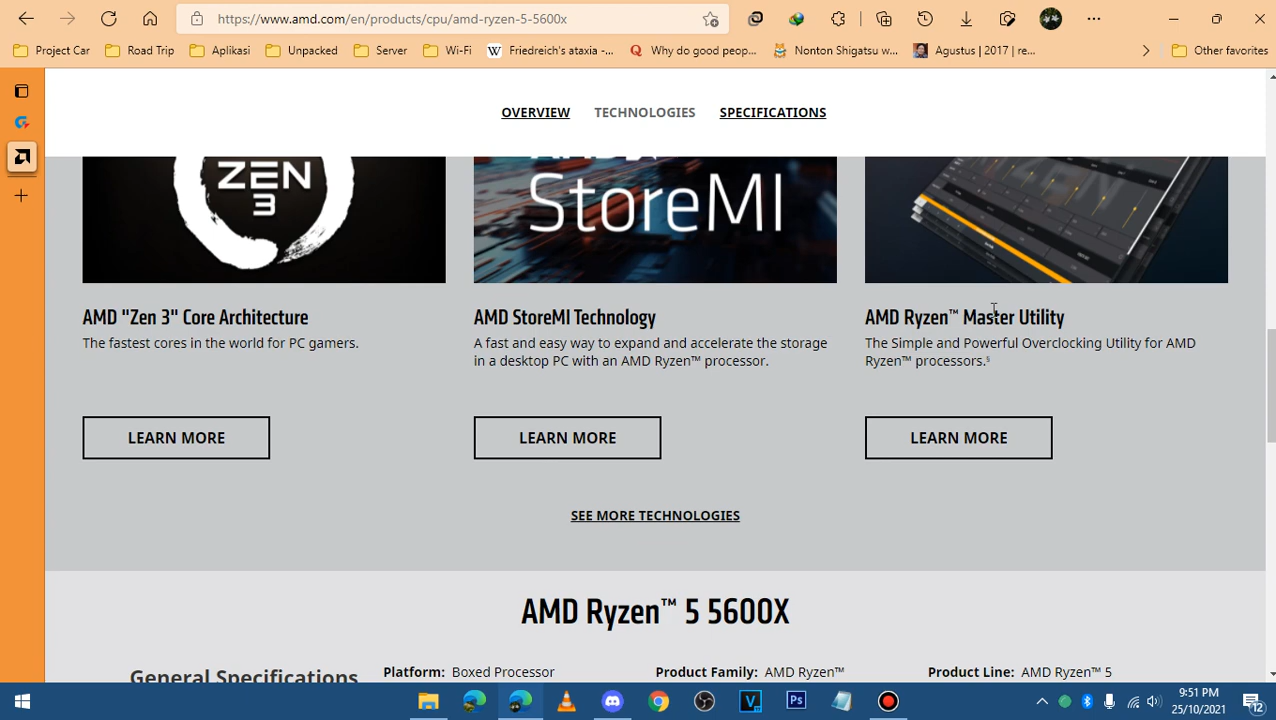 https://www.amd.com/en/products/cpu/amd-ryzen-5-5600x
Project Car
Road Trip
Aplikasi
Unpacked
Server
Wi-Fi
Friedreich's ataxia -...
Why do good peop...
Nonton Shigatsu w...
Agustus | 2017 | re...
Other favorites
OVERVIEW
TECHNOLOGIES
SPECIFICATIONS
ZEN
3
StoreMI
AMD "Zen 3" Core Architecture
The fastest cores in the world for PC gamers.
LEARN MORE
AMD StoreMI Technology
A fast and easy way to expand and accelerate the storage
in a desktop PC with an AMD Ryzen™ processor.
LEARN MORE
AMD Ryzen™ Master Utility
The Simple and Powerful Overclocking Utility for AMD
Ryzen™ processors.⁵
LEARN MORE
SEE MORE TECHNOLOGIES
AMD Ryzen™ 5 5600X
General Specifications
Platform: Boxed Processor
Product Family: AMD Ryzen™
Product Line: AMD Ryzen™ 5
9:51 PM
25/10/2021
12